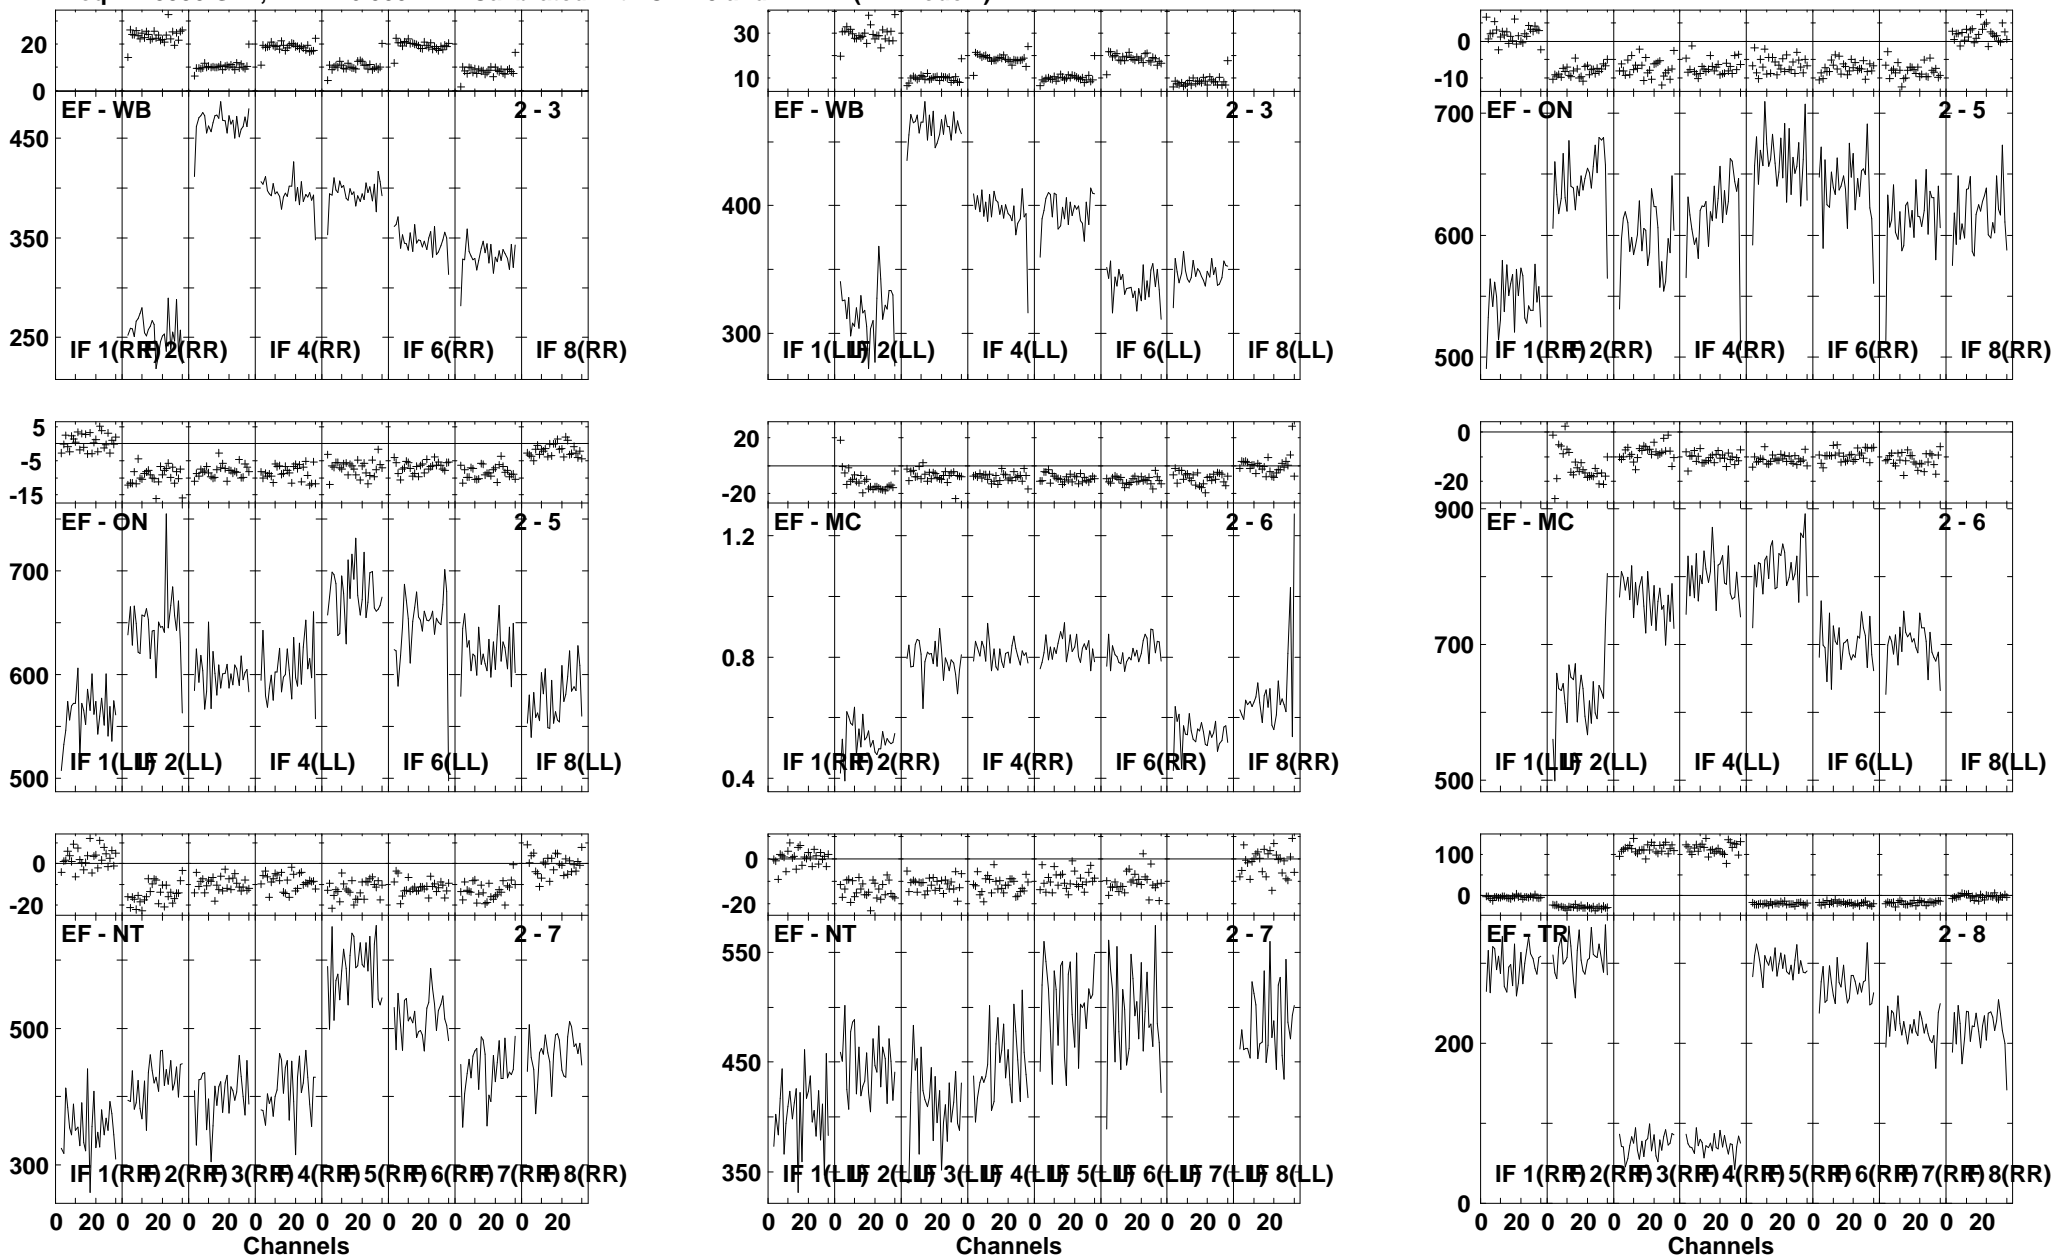 20
0
EF - WB 2 - 3
450
350
250
IF 1(RR) IF 2(RR) IF 4(RR) IF 6(RR) IF 8(RR)
30
10
EF - WB 2 - 3
400
300
IF 1(LL) IF 2(LL) IF 4(LL) IF 6(LL) IF 8(LL)
0
-10
700
EF - ON 2 - 5
600
500
IF 1(RR) IF 2(RR) IF 4(RR) IF 6(RR) IF 8(RR)
5
-5
-15
EF - ON 2 - 5
700
600
500
IF 1(LL) IF 2(LL) IF 4(LL) IF 6(LL) IF 8(LL)
20
-20
EF - MC 2 - 6
1.2
0.8
0.4
IF 1(RR) IF 2(RR) IF 4(RR) IF 6(RR) IF 8(RR)
0
-20
900
EF - MC 2 - 6
700
500
IF 1(LL) IF 2(LL) IF 4(LL) IF 6(LL) IF 8(LL)
0
-20
EF - NT 2 - 7
500
300
IF 1(RR) IF 2(RR) IF 3(RR) IF 4(RR) IF 5(RR) IF 6(RR) IF 7(RR) IF 8(RR)
0 20 0 20 0 20 0 20 0 20 0 20 0 20 0 20
Channels
0
-20
EF - NT 2 - 7
550
450
350
IF 1(LL) IF 2(LL) IF 3(LL) IF 4(LL) IF 5(LL) IF 6(LL) IF 7(LL) IF 8(LL)
0 20 0 20 0 20 0 20 0 20 0 20 0 20 0 20
Channels
100
0
EF - TR 2 - 8
200
0
IF 1(RR) IF 2(RR) IF 3(RR) IF 4(RR) IF 5(RR) IF 6(RR) IF 7(RR) IF 8(RR)
0 20 0 20 0 20 0 20 0 20 0 20 0 20 0 20
Channels